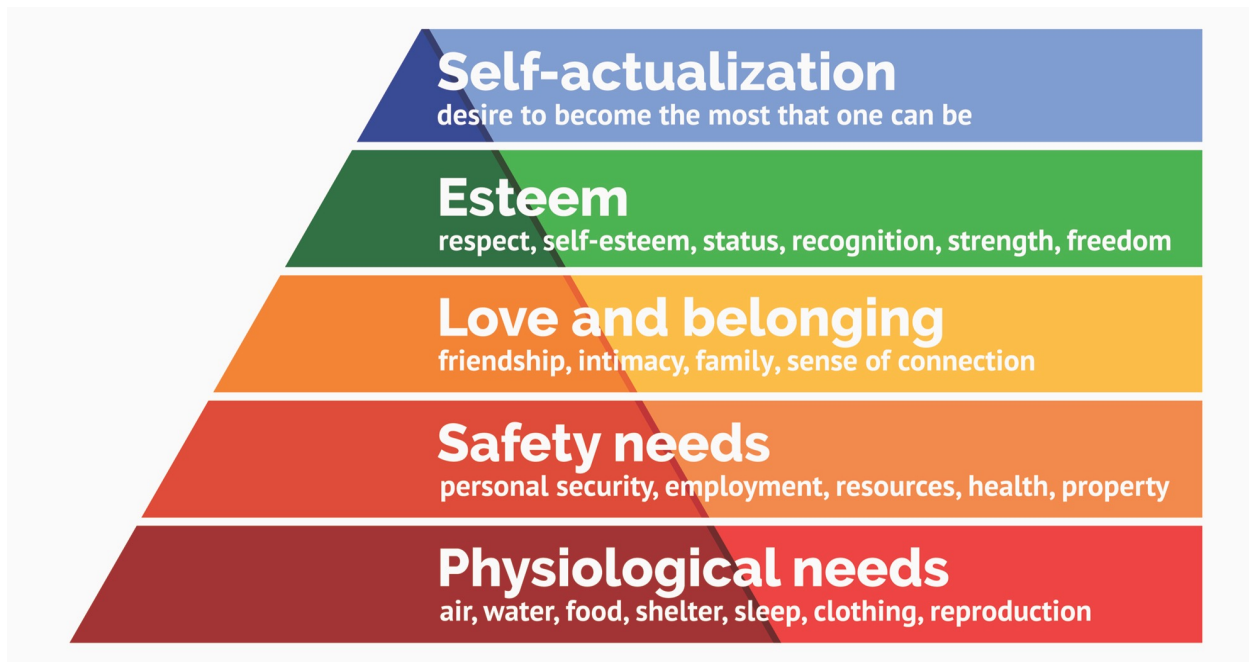 Self-actualization
desire to become the most that one can be
Esteem
respect, self-esteem, status, recognition, strength, freedom
Love and belonging
friendship, intimacy, family, sense of connection
Safety needs
personal security, employment, resources, health, property
Physiological needs
air, water, food, shelter, sleep, clothing, reproduction